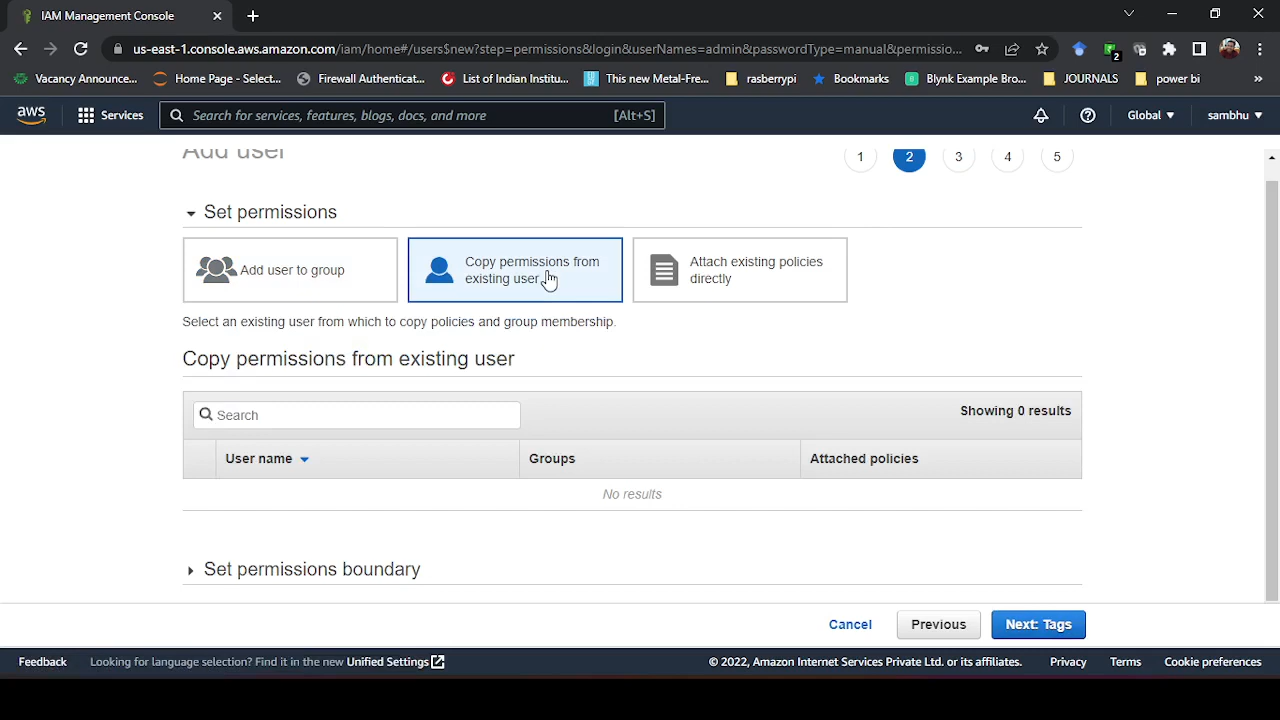 IAM Management Console
us-east-1.console.aws.amazon.com/iam/home#/users$new?step=permissions&login&userNames=admin&passwordType=manual&permissio...
2
Vacancy Announce...
Home Page - Select...
Firewall Authenticat...
List of Indian Institu...
This new Metal-Fre...
rasberrypi
Bookmarks
Blynk Example Bro...
JOURNALS
power bi
»
aws
Services
Search for services, features, blogs, docs, and more
[Alt+S]
Global
sambhu
Add user
1
2
3
4
5
Set permissions
Add user to group
Copy permissions from
existing user
Attach existing policies
directly
Select an existing user from which to copy policies and group membership.
Copy permissions from existing user
Search
Showing 0 results
User name
Groups
Attached policies
No results
Set permissions boundary
Cancel
Previous
Next: Tags
Feedback
Looking for language selection? Find it in the new Unified Settings
© 2022, Amazon Internet Services Private Ltd. or its affiliates.
Privacy
Terms
Cookie preferences